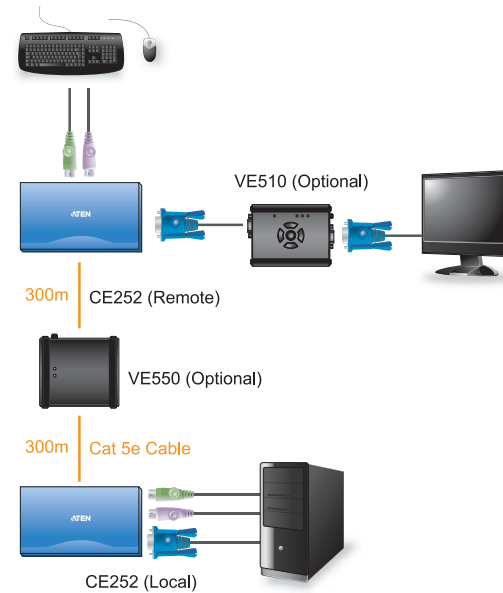 VE510 (Optional)
ATEN
300m
CE252 (Remote)
VE550 (Optional)
300m
Cat 5e Cable
ATEN
CE252 (Local)